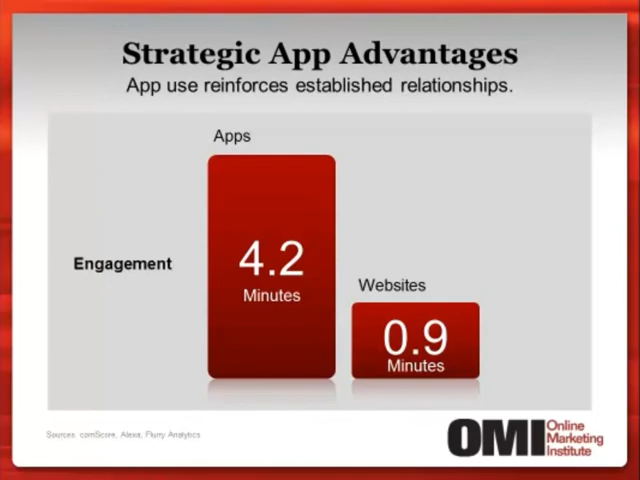 Strategic App Advantages
App use reinforces established relationships.
Apps
Engagement
4.2
Minutes
Websites
0.9
Minutes
Sources: comScore, Alexa, Flurry Analytics
OMI Online
Marketing
Institute